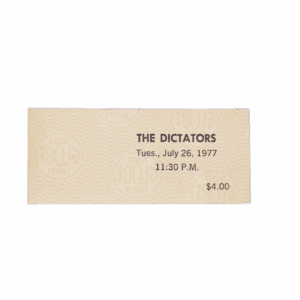 THE DICTATORS
Tues., July 26, 1977
11:30 P.M.
$4.00